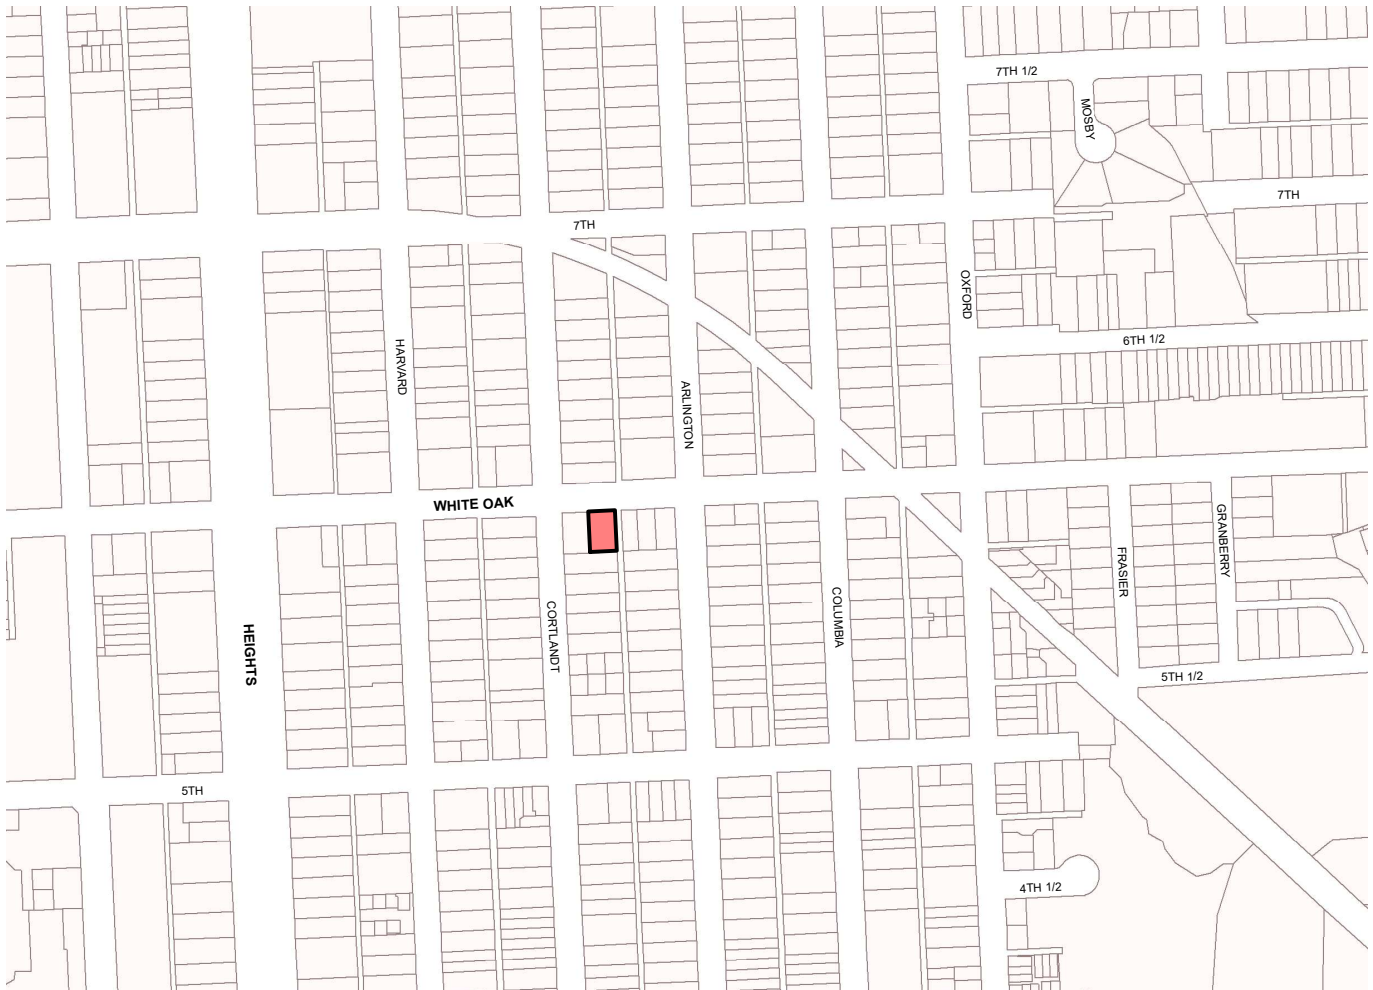 7TH 1/2
MOSBY
7TH
7TH
OXFORD
6TH 1/2
HARVARD
ARLINGTON
WHITE OAK
GRANBERRY
FRASIER
COLUMBIA
CORTLANDT
HEIGHTS
5TH 1/2
5TH
4TH 1/2